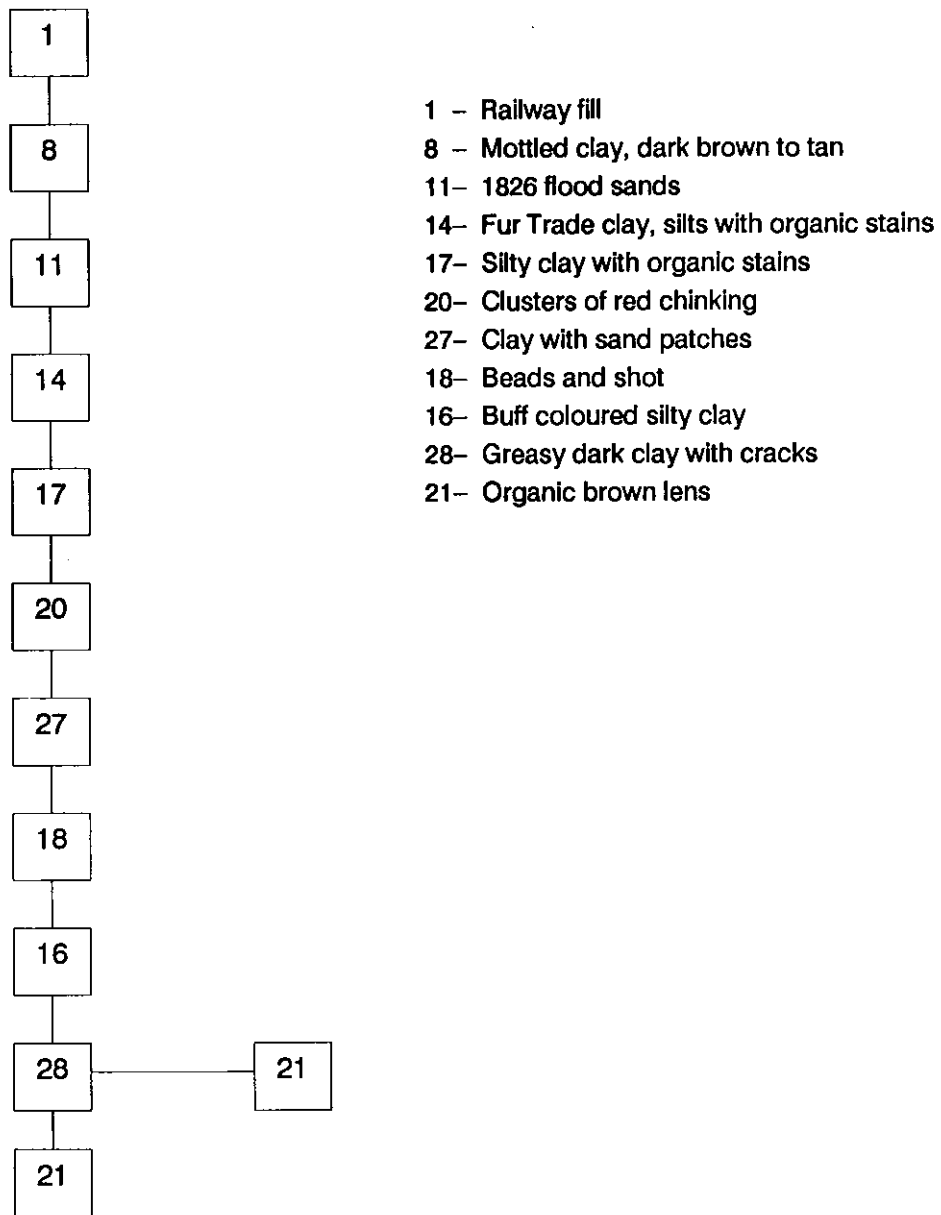 1
8
11
14
17
20
27
18
16
28 21
21
1 – Railway fill
8 – Mottled clay, dark brown to tan
11– 1826 flood sands
14– Fur Trade clay, silts with organic stains
17– Silty clay with organic stains
20– Clusters of red chinking
27– Clay with sand patches
18– Beads and shot
16– Buff coloured silty clay
28– Greasy dark clay with cracks
21– Organic brown lens